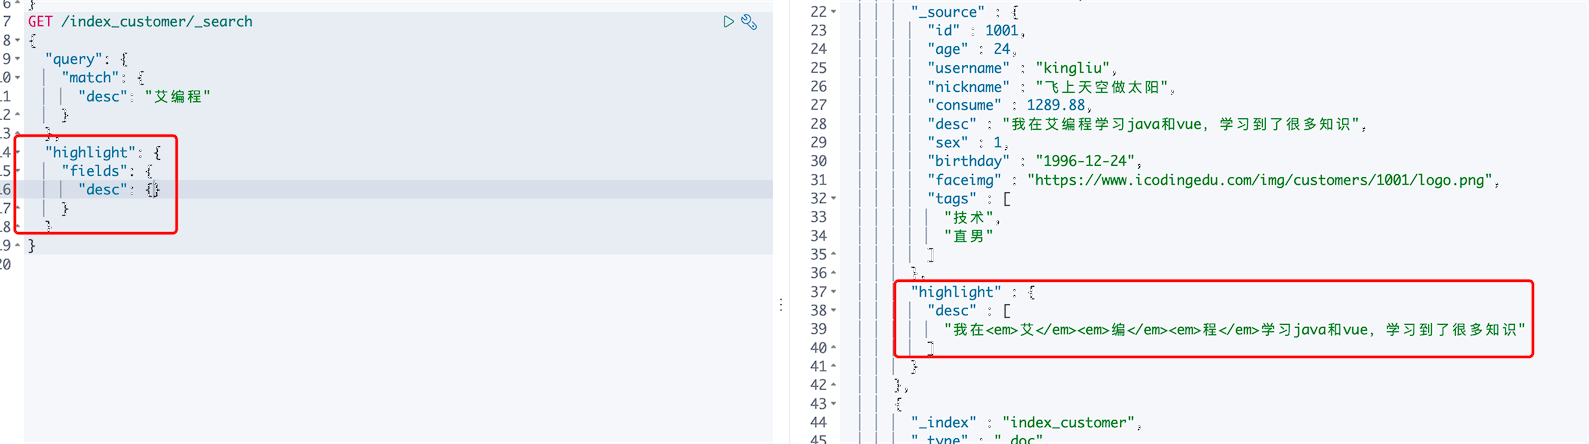 6
}
7 GET /index_customer/_search
8 {
9 "query": {
10 "match": {
11 "desc": "艾编程"
12 }
13 },
14 "highlight": {
15 "fields": {
16 "desc": {}
17 }
18 }
19 }
20
22 "_source" : {
23 "id" : 1001,
24 "age" : 24,
25 "username" : "kingliu",
26 "nickname" : "飞上天空做太阳",
27 "consume" : 1289.88,
28 "desc" : "我在艾编程学习java和vue，学习到了很多知识",
29 "sex" : 1,
30 "birthday" : "1996-12-24",
31 "faceimg" : "https://www.icodingedu.com/img/customers/1001/logo.png",
32 "tags" : [
33 "技术",
34 "直男"
35 ]
36 },
37 "highlight" : {
38 "desc" : [
39 "我在<em>艾</em><em>编</em><em>程</em>学习java和vue，学习到了很多知识"
40 ]
41 }
42 },
43 {
44 "_index" : "index_customer",
45 "_type" : "_doc"